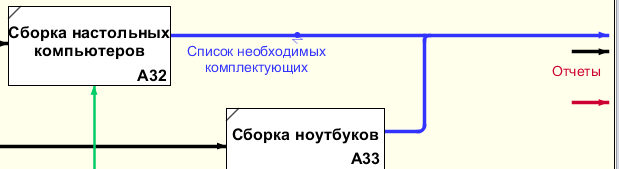 Сборка настольных
компьютеров
A32
Список необходимых
комплектующих
Отчеты
Сборка ноутбуков
A33